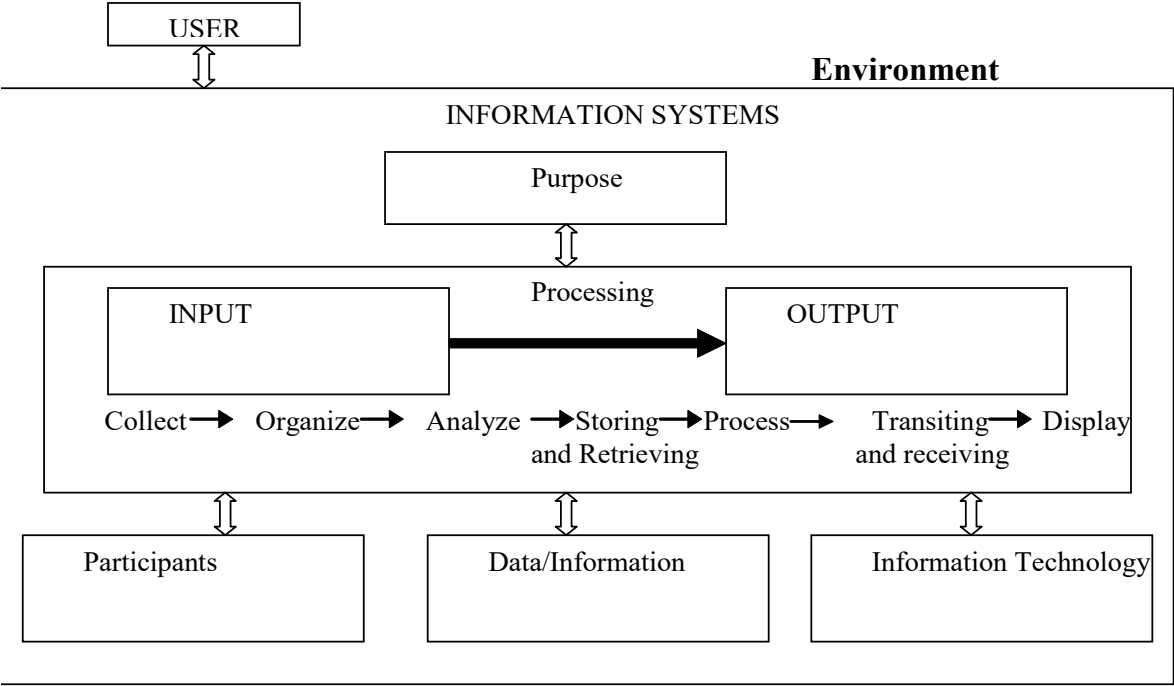 USER
Environment
INFORMATION SYSTEMS
Purpose
Processing
INPUT
OUTPUT
Collect Organize Analyze Storing Process Transiting Display
and Retrieving and receiving
Participants
Data/Information
Information Technology